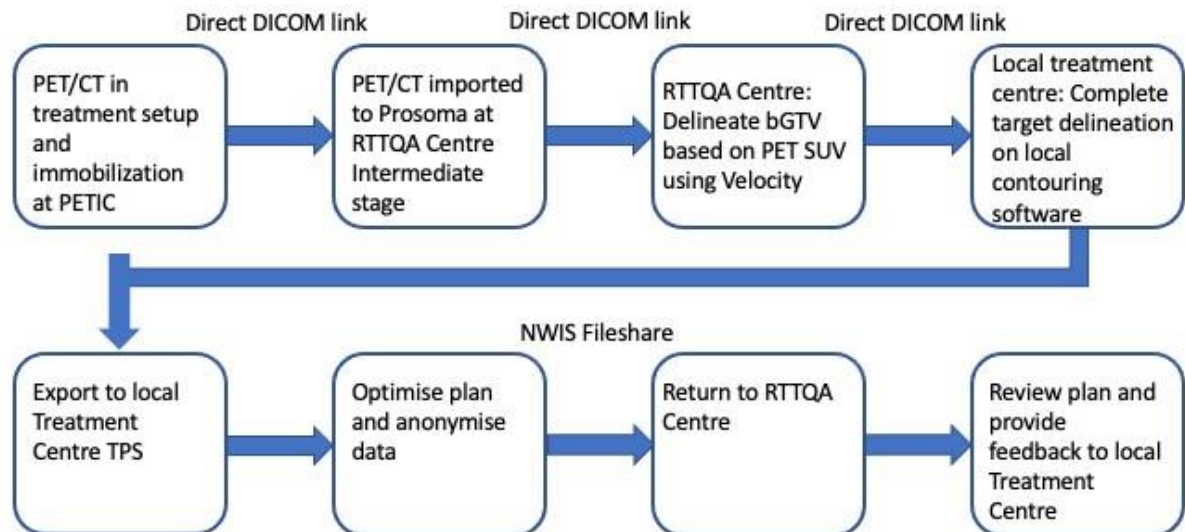 Direct DICOM link
Direct DICOM link
Direct DICOM link
PET/CT in
treatment setup
and
immobilization
at PETIC
PET/CT imported
to Prosoma at
RTTQA Centre
Intermediate
stage
RTTQA Centre:
Delineate bGTV
based on PET SUV
using Velocity
Local treatment
centre: Complete
target delineation
on local
contouring
software
NWIS Fileshare
Export to local
Treatment
Centre TPS
Optimise plan
and anonymise
data
Return to RTTQA
Centre
Review plan and
provide
feedback to local
Treatment
Centre